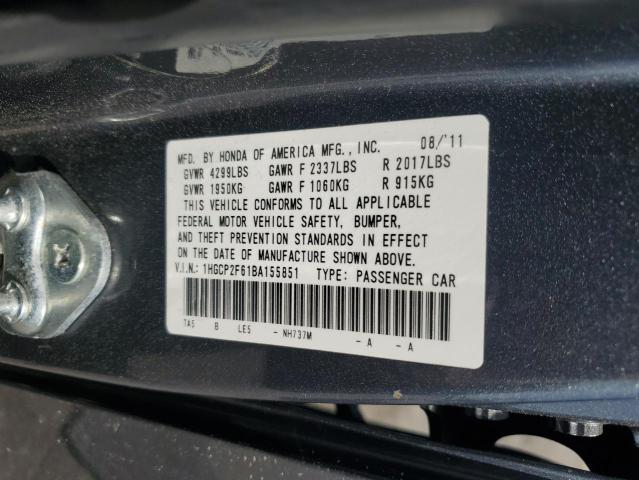 MFD. BY HONDA OF AMERICA MFG., INC. 08/'11
GVWR 4299LBS GAWR F 2337LBS R 2017LBS
GVWR 1950KG GAWR F 1060KG R 915KG
THIS VEHICLE CONFORMS TO ALL APPLICABLE
FEDERAL MOTOR VEHICLE SAFETY, BUMPER,
AND THEFT PREVENTION STANDARDS IN EFFECT
ON THE DATE OF MANUFACTURE SHOWN ABOVE.
V.I.N.: 1HGCP2F61BA155851 TYPE: PASSENGER CAR
TA5 B LE5 - NH737M - A - A